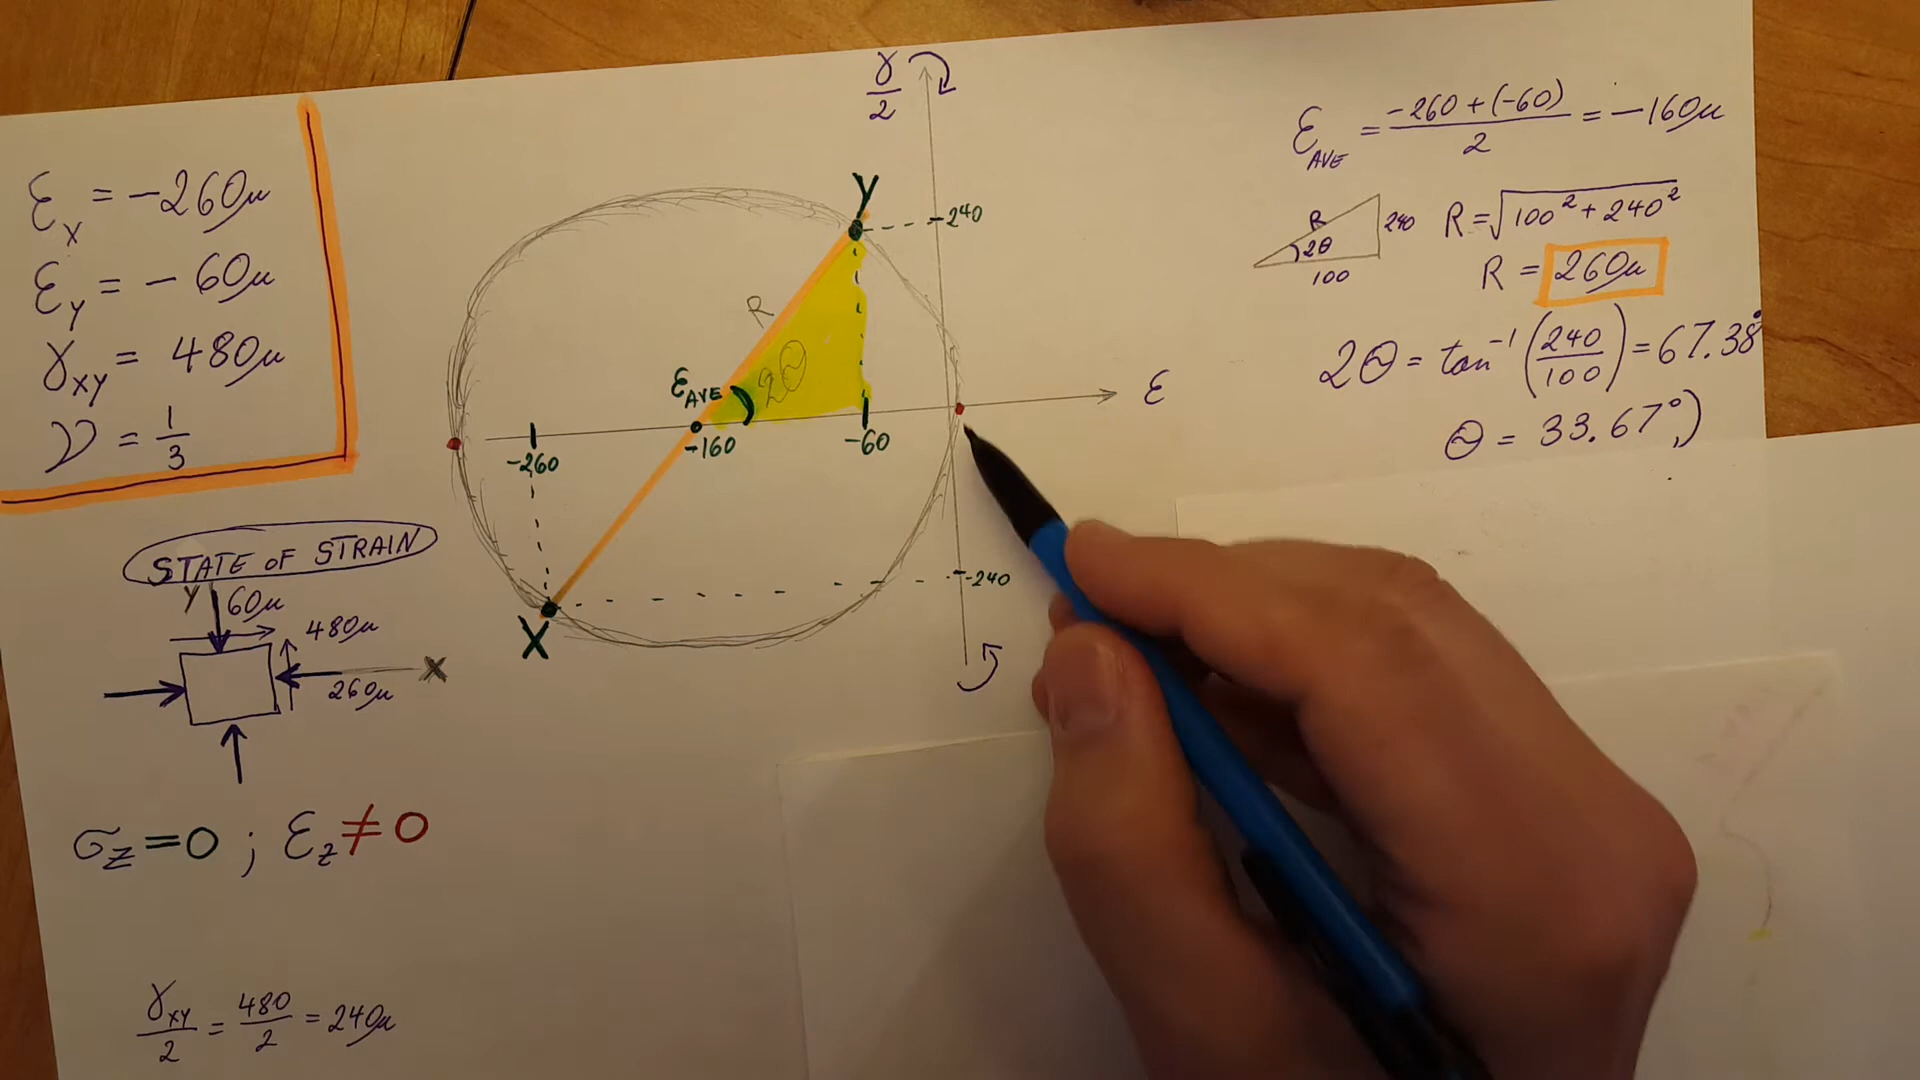 εx = -260μ
εy = -60μ
γxy = 480μ
ν = 1/3
STATE OF STRAIN
Y
60μ
480μ
X
260μ
σz = 0 ; εz ≠ 0
γxy/2 = 480/2 = 240μ
γ/2
Y
240
R
εAVE
2θ
ε
-260
-160
-60
-240
X
εAVE = (-260 + (-60))/2 = -160μ
R
2θ
240
100
R = √(100² + 240²)
R = 260μ
2θ = tan⁻¹(240/100) = 67.38°
θ = 33.67°